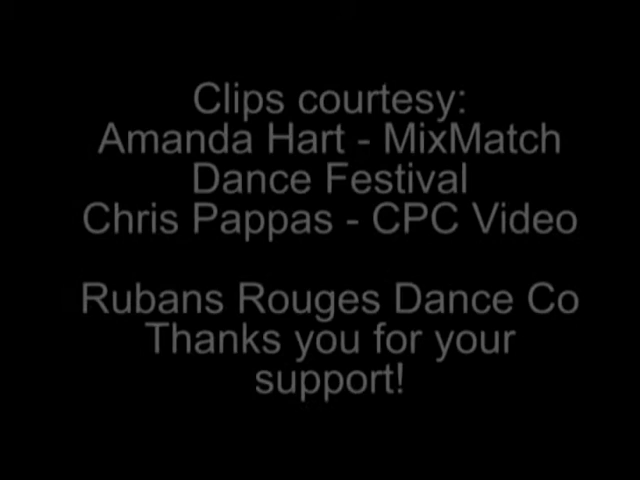 Clips courtesy:
Amanda Hart - MixMatch
Dance Festival
Chris Pappas - CPC Video
Rubans Rouges Dance Co
Thanks you for your
support!